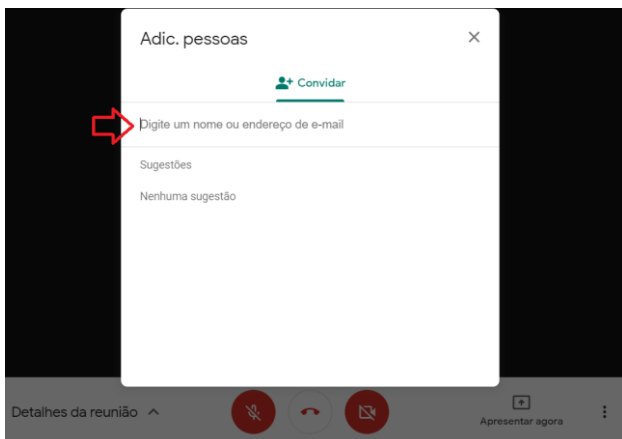 Adic. pessoas
Convidar
Digite um nome ou endereço de e-mail
Sugestões
Nenhuma sugestão
Detalhes da reunião
Apresentar agora